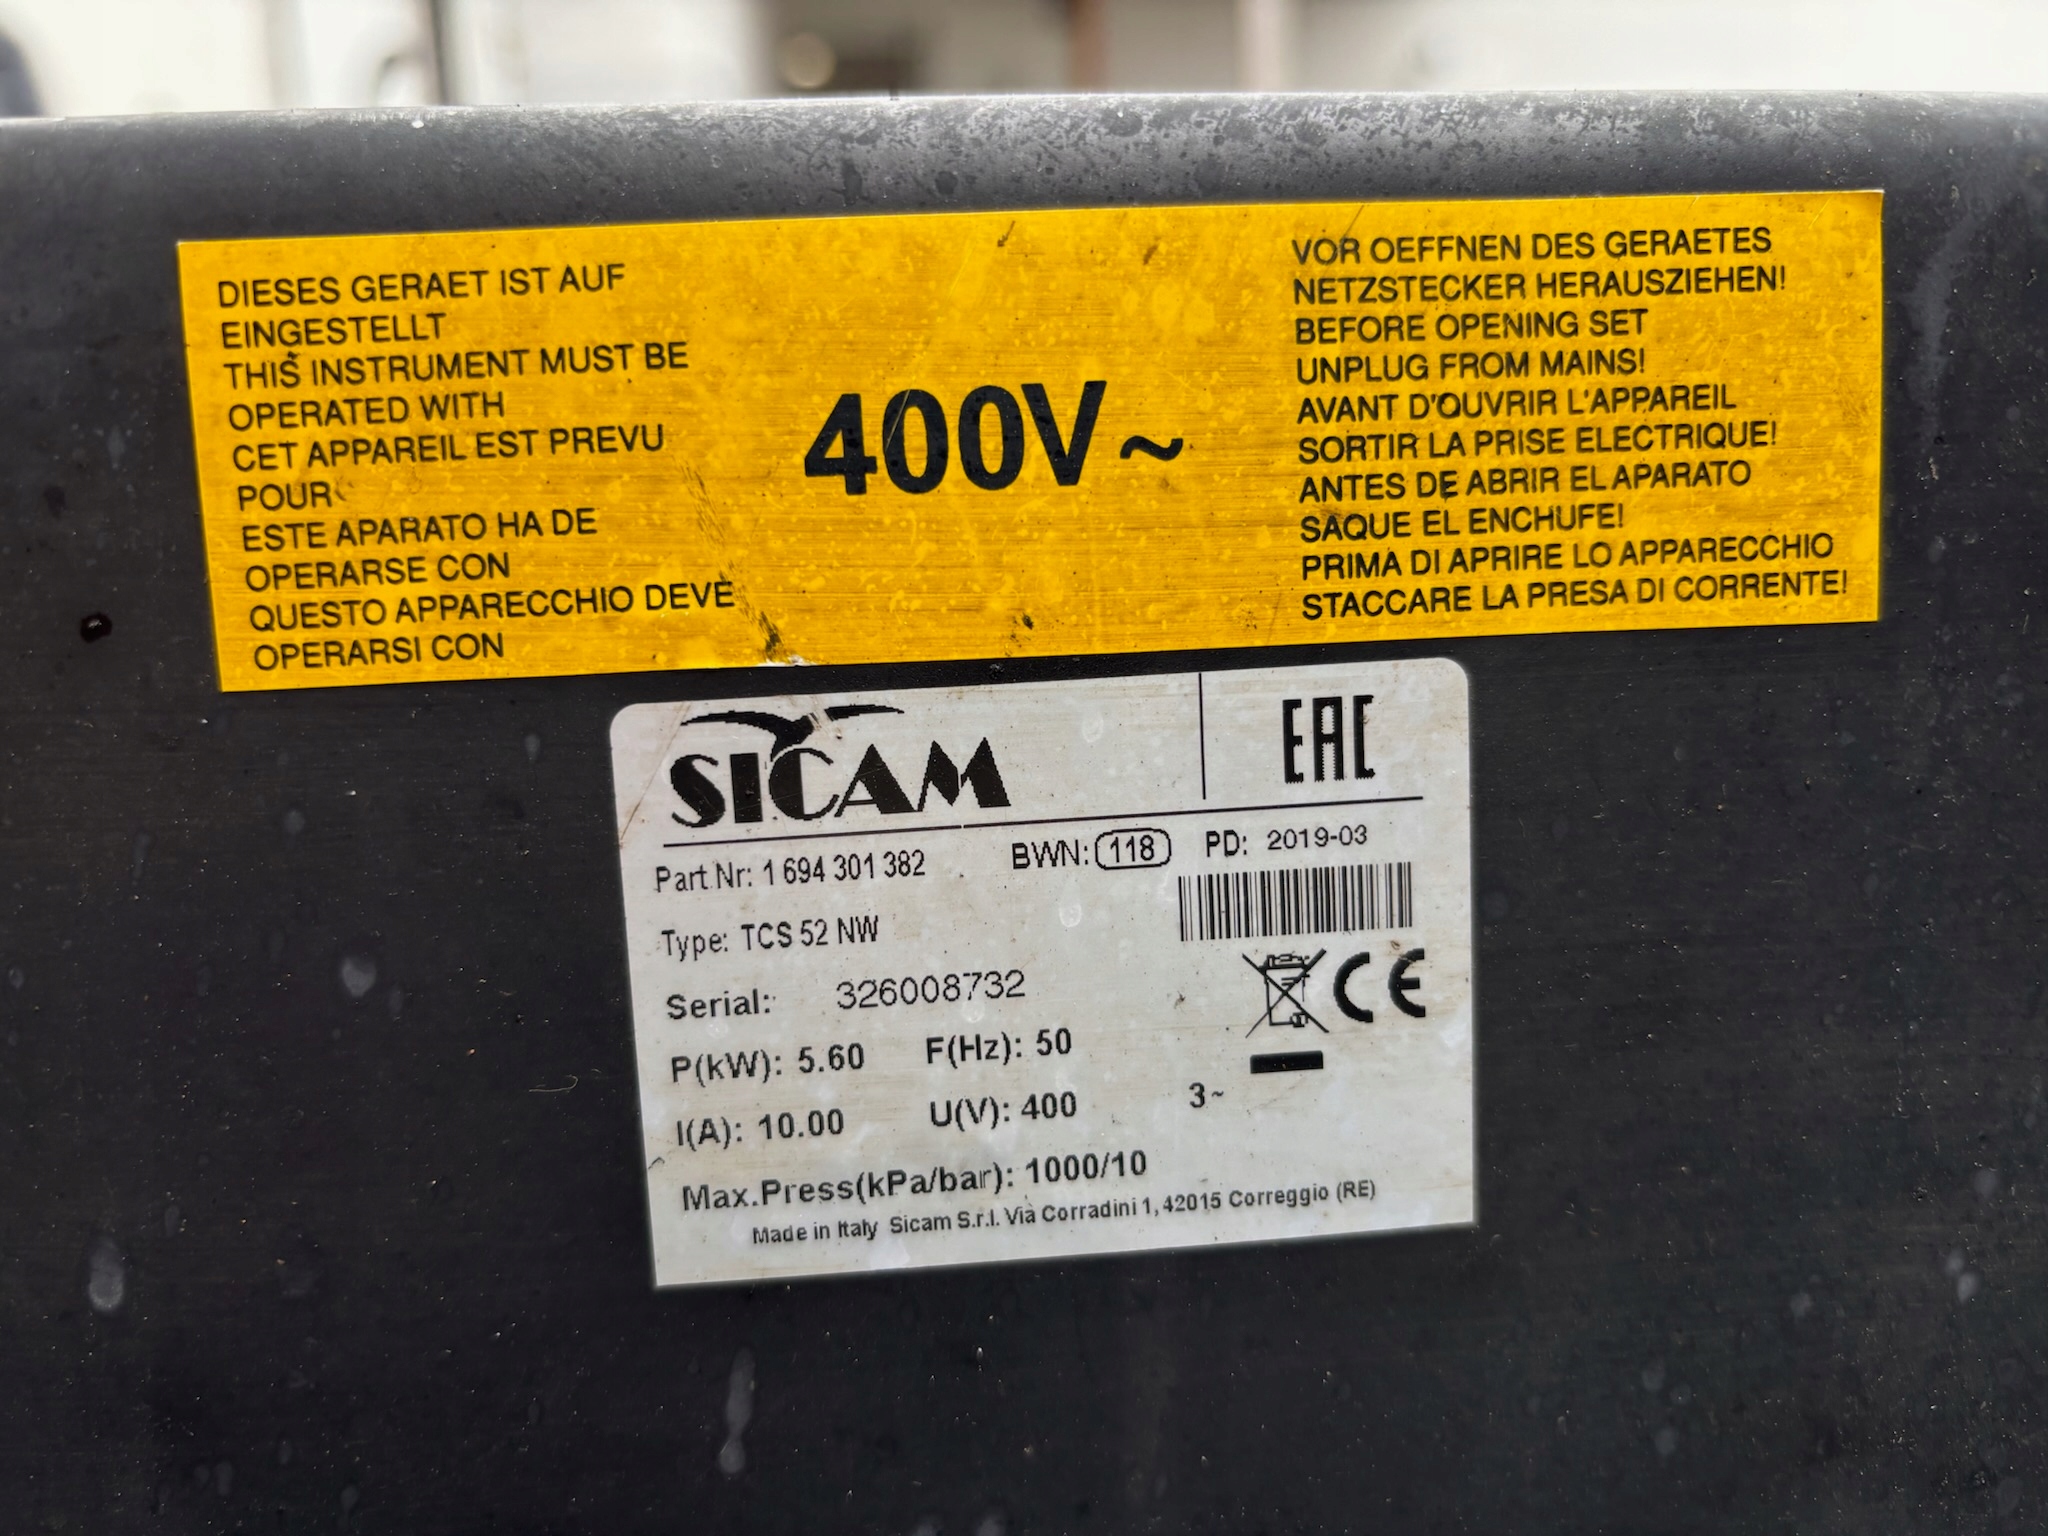 DIESES GERAET IST AUF
EINGESTELLT
THIS INSTRUMENT MUST BE
OPERATED WITH
CET APPAREIL EST PREVU
POUR
ESTE APARATO HA DE
OPERARSE CON
QUESTO APPARECCHIO DEVE
OPERARSI CON
400V~
VOR OEFFNEN DES GERAETES
NETZSTECKER HERAUSZIEHEN!
BEFORE OPENING SET
UNPLUG FROM MAINS!
AVANT D'OUVRIR L'APPAREIL
SORTIR LA PRISE ELECTRIQUE!
ANTES DE ABRIR EL APARATO
SAQUE EL ENCHUFE!
PRIMA DI APRIRE LO APPARECCHIO
STACCARE LA PRESA DI CORRENTE!
SICAM
EAC
Part.Nr: 1 694 301 382 BWN: 118 PD: 2019-03
Type: TCS 52 NW
Serial: 326008732
CE
P(kW): 5.60 F(Hz): 50
I(A): 10.00 U(V): 400 3~
Max.Press(kPa/bar): 1000/10
Made in Italy Sicam S.r.l. Via Corradini 1, 42015 Correggio (RE)